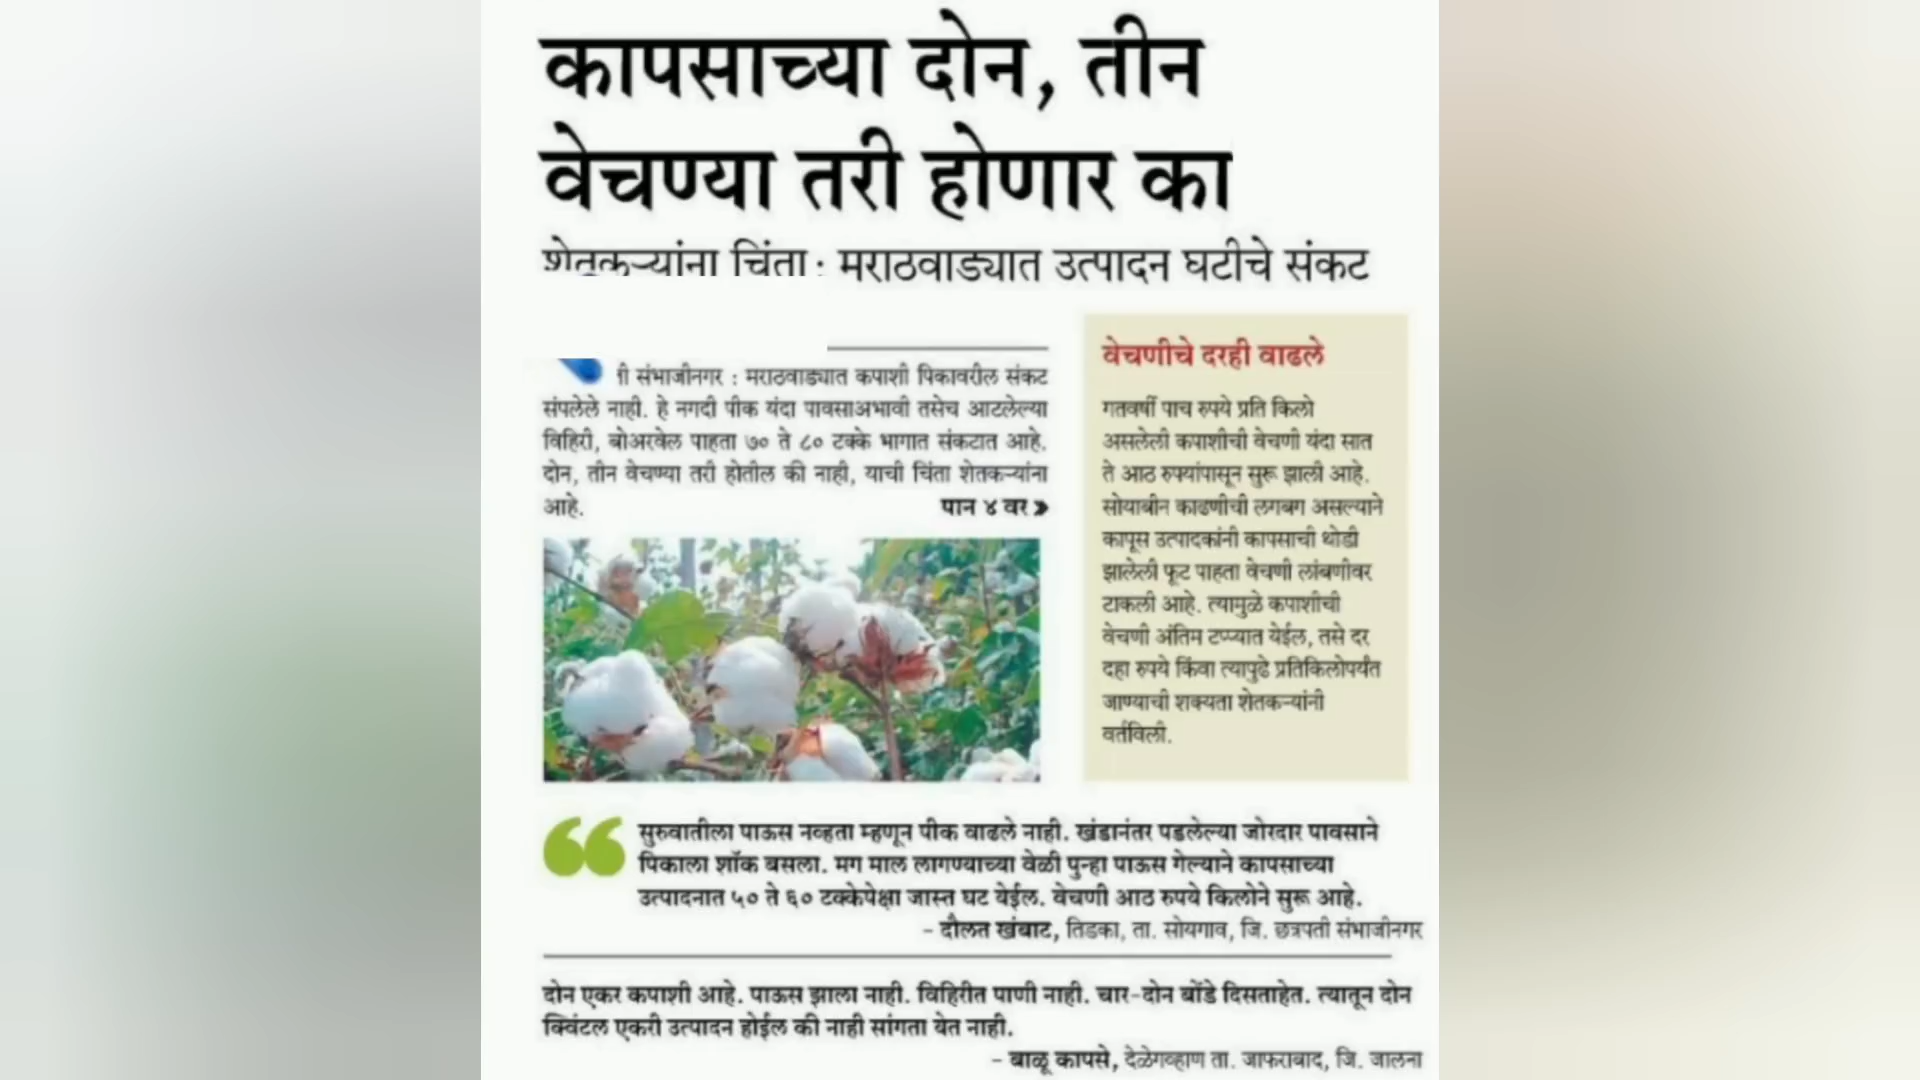 कापसाच्या दोन, तीन
वेचण्या तरी होणार का
शेतकऱ्यांना चिंता : मराठवाड्यात उत्पादन घटीचे संकट
संभाजीनगर : मराठवाड्यात कपाशी पिकावरील संकट
संपलेले नाही. हे नगदी पीक यंदा पावसाअभावी तसेच आटलेल्या
विहिरी, बोअरवेल पाहता ७० ते ८० टक्के भागात संकटात आहे.
दोन, तीन वेचण्या तरी होतील की नाही, याची चिंता शेतकऱ्यांना
आहे.
पान ४ वर
वेचणीचे दरही वाढले
गतवर्षी पाच रुपये प्रति किलो
असलेली कपाशीची वेचणी यंदा सात
ते आठ रुपयांपासून सुरू झाली आहे.
सोयाबीन काढणीची लगबग असल्याने
कापूस उत्पादकांनी कापसाची थोडी
झालेली फूट पाहता वेचणी लांबणीवर
टाकली आहे. त्यामुळे कपाशीची
वेचणी अंतिम टप्प्यात येईल, तसे दर
दहा रुपये किंवा त्यापुढे प्रतिकिलोपर्यंत
जाण्याची शक्यता शेतकऱ्यांनी
वर्तविली.
सुरुवातीला पाऊस नव्हता म्हणून पीक वाढले नाही. खंडानंतर पडलेल्या जोरदार पावसाने
पिकाला शॉक बसला. मग माल लागण्याच्या वेळी पुन्हा पाऊस गेल्याने कापसाच्या
उत्पादनात ५० ते ६० टक्केपेक्षा जास्त घट येईल. वेचणी आठ रुपये किलोने सुरू आहे.
- दौलत खंबाट, तिडका, ता. सोयगाव, जि. छत्रपती संभाजीनगर
दोन एकर कपाशी आहे. पाऊस झाला नाही. विहिरीत पाणी नाही. चार-दोन बोंडे दिसताहेत. त्यातून दोन
क्विंटल एकरी उत्पादन होईल की नाही सांगता येत नाही.
- बाळू कापसे, देळेगव्हाण ता. जाफराबाद, जि. जालना